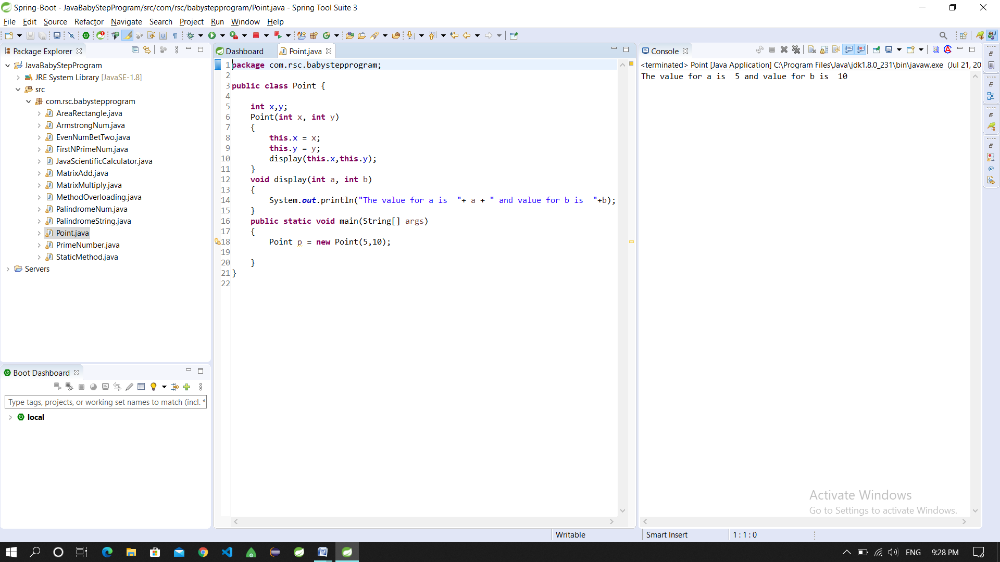 Spring-Boot - JavaBabyStepProgram/src/com/rsc/babystepprogram/Point.java - Spring Tool Suite 3
File Edit Source Refactor Navigate Search Project Run Window Help
Package Explorer
JavaBabyStepProgram
JRE System Library [JavaSE-1.8]
src
com.rsc.babystepprogram
AreaRectangle.java
ArmstrongNum.java
EvenNumBetTwo.java
FirstNPrimeNum.java
JavaScientificCalculator.java
MatrixAdd.java
MatrixMultiply.java
MethodOverloading.java
PalindromeNum.java
PalindromeString.java
Point.java
PrimeNumber.java
StaticMethod.java
Servers
Boot Dashboard
Type tags, projects, or working set names to match (incl. *
local
Dashboard Point.java
1 package com.rsc.babystepprogram;
2
3 public class Point {
4
5 int x,y;
6 Point(int x, int y)
7 {
8 this.x = x;
9 this.y = y;
10 display(this.x,this.y);
11 }
12 void display(int a, int b)
13 {
14 System.out.println("The value for a is  "+ a + " and value for b is  "+b);
15 }
16 public static void main(String[] args)
17 {
18 Point p = new Point(5,10);
19
20 }
21 }
22
Console
<terminated> Point [Java Application] C:\Program Files\Java\jdk1.8.0_231\bin\javaw.exe (Jul 21, 20
The value for a is  5 and value for b is  10
Activate Windows
Go to Settings to activate Windows.
Writable Smart Insert 1 : 1 : 0
ENG 9:28 PM